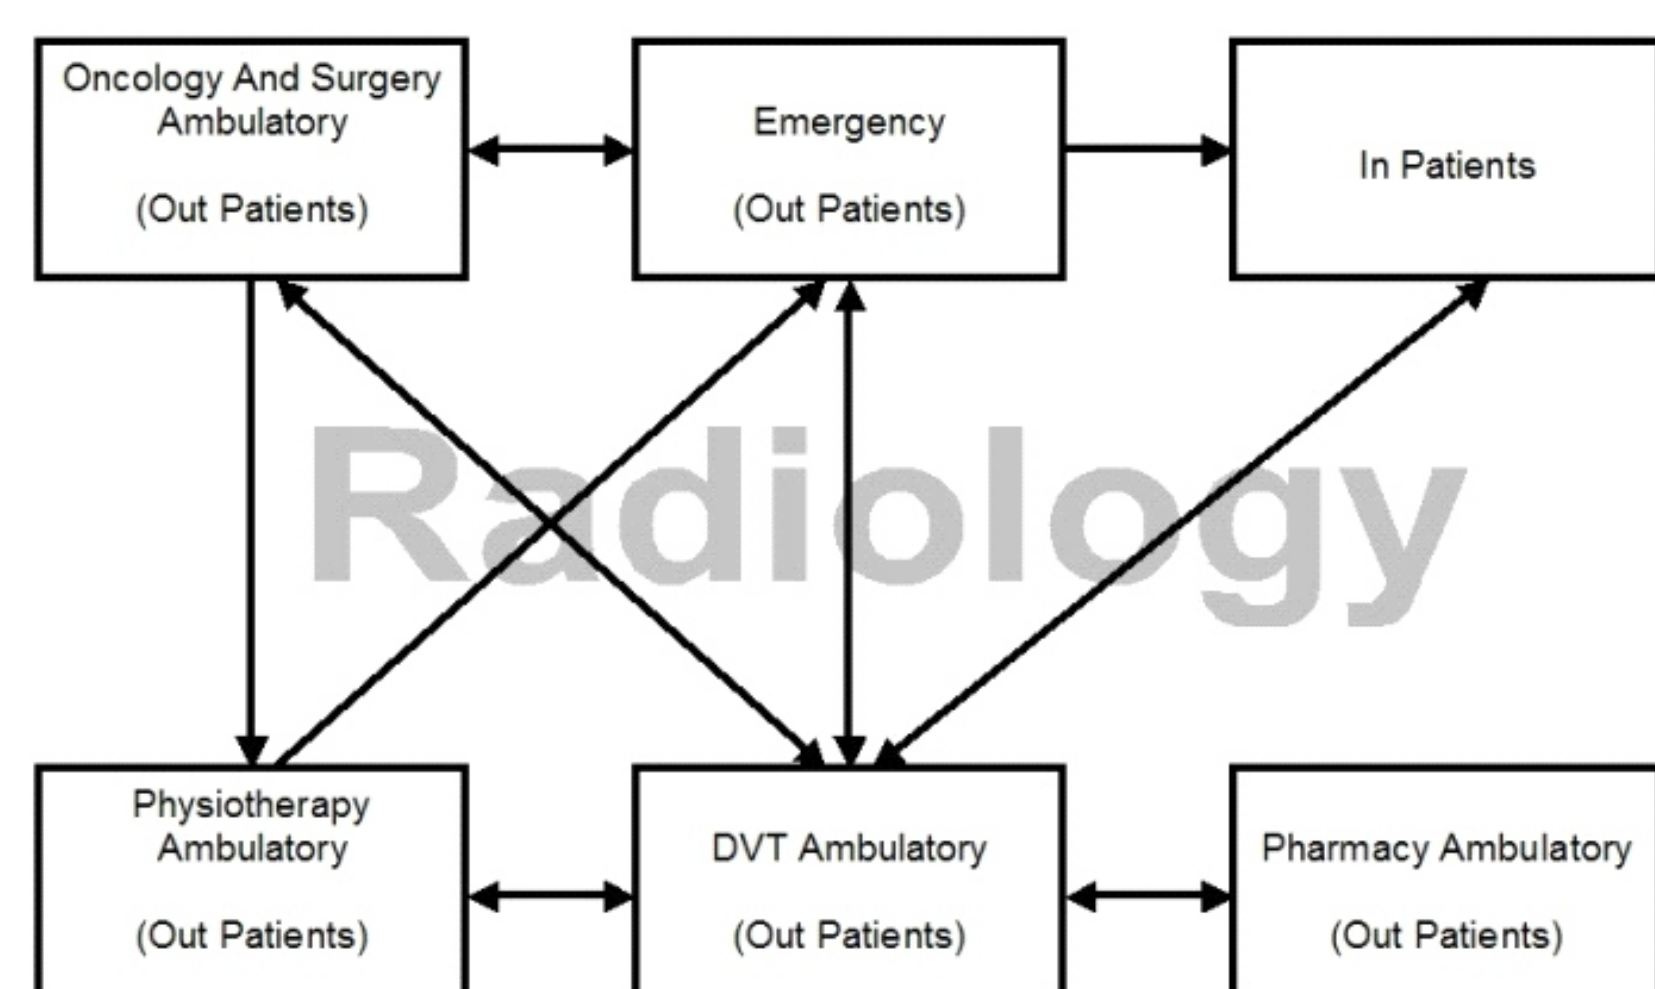 Oncology And Surgery
Ambulatory
(Out Patients)
Emergency
(Out Patients)
In Patients
Radiology
Physiotherapy
Ambulatory
(Out Patients)
DVT Ambulatory
(Out Patients)
Pharmacy Ambulatory
(Out Patients)